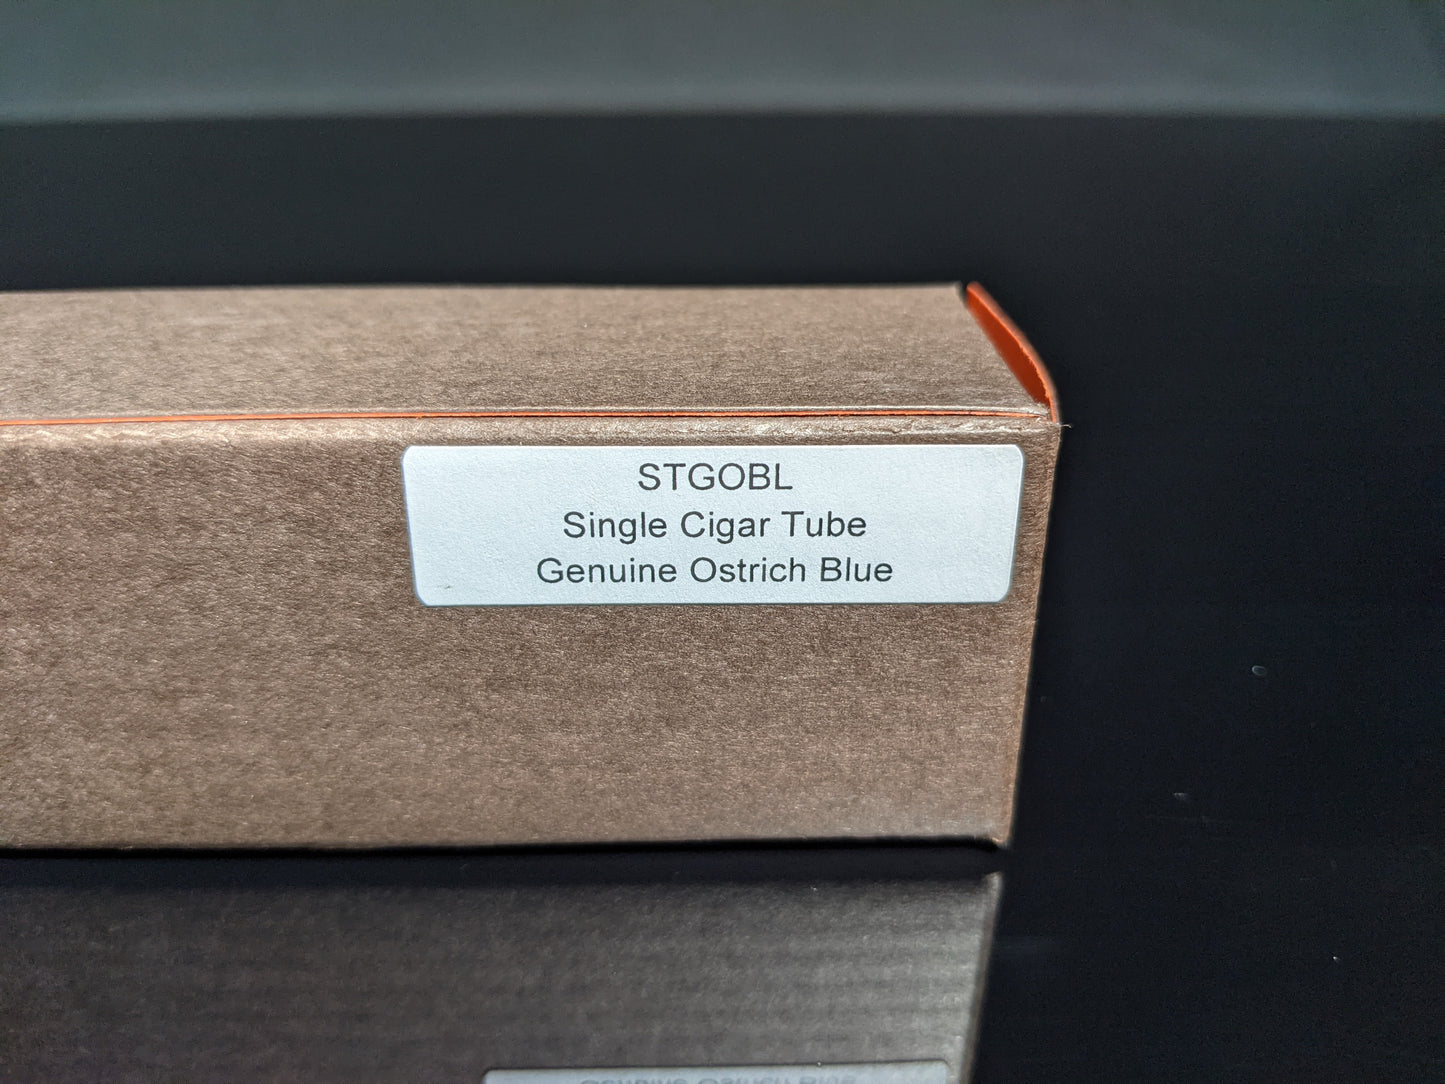 STGOBL
Single Cigar Tube
Genuine Ostrich Blue